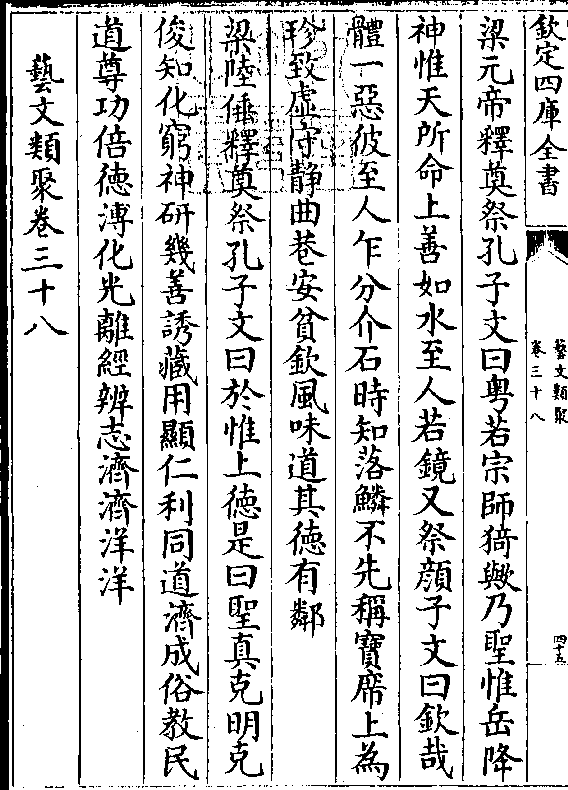 欽定四庫全書
藝文類聚
卷三十八
四十五
梁元帝釋奠祭孔子文曰粤若宗師猗歟乃聖惟岳降
神惟天所命上善如水至人若鏡又祭顏子文曰欽哉
體一惡彼至人乍分介石時知落鱗不先稱寶席上為
珍致虛守静曲巷安貧欽風味道其德有鄰
梁陸倕釋奠祭孔子文曰於惟上德是曰聖真克明克
俊知化窮神研幾善誘藏用顯仁利同道濟成俗教民
道尊功倍德溥化光離經辨志濟濟洋洋
藝文類聚卷三十八